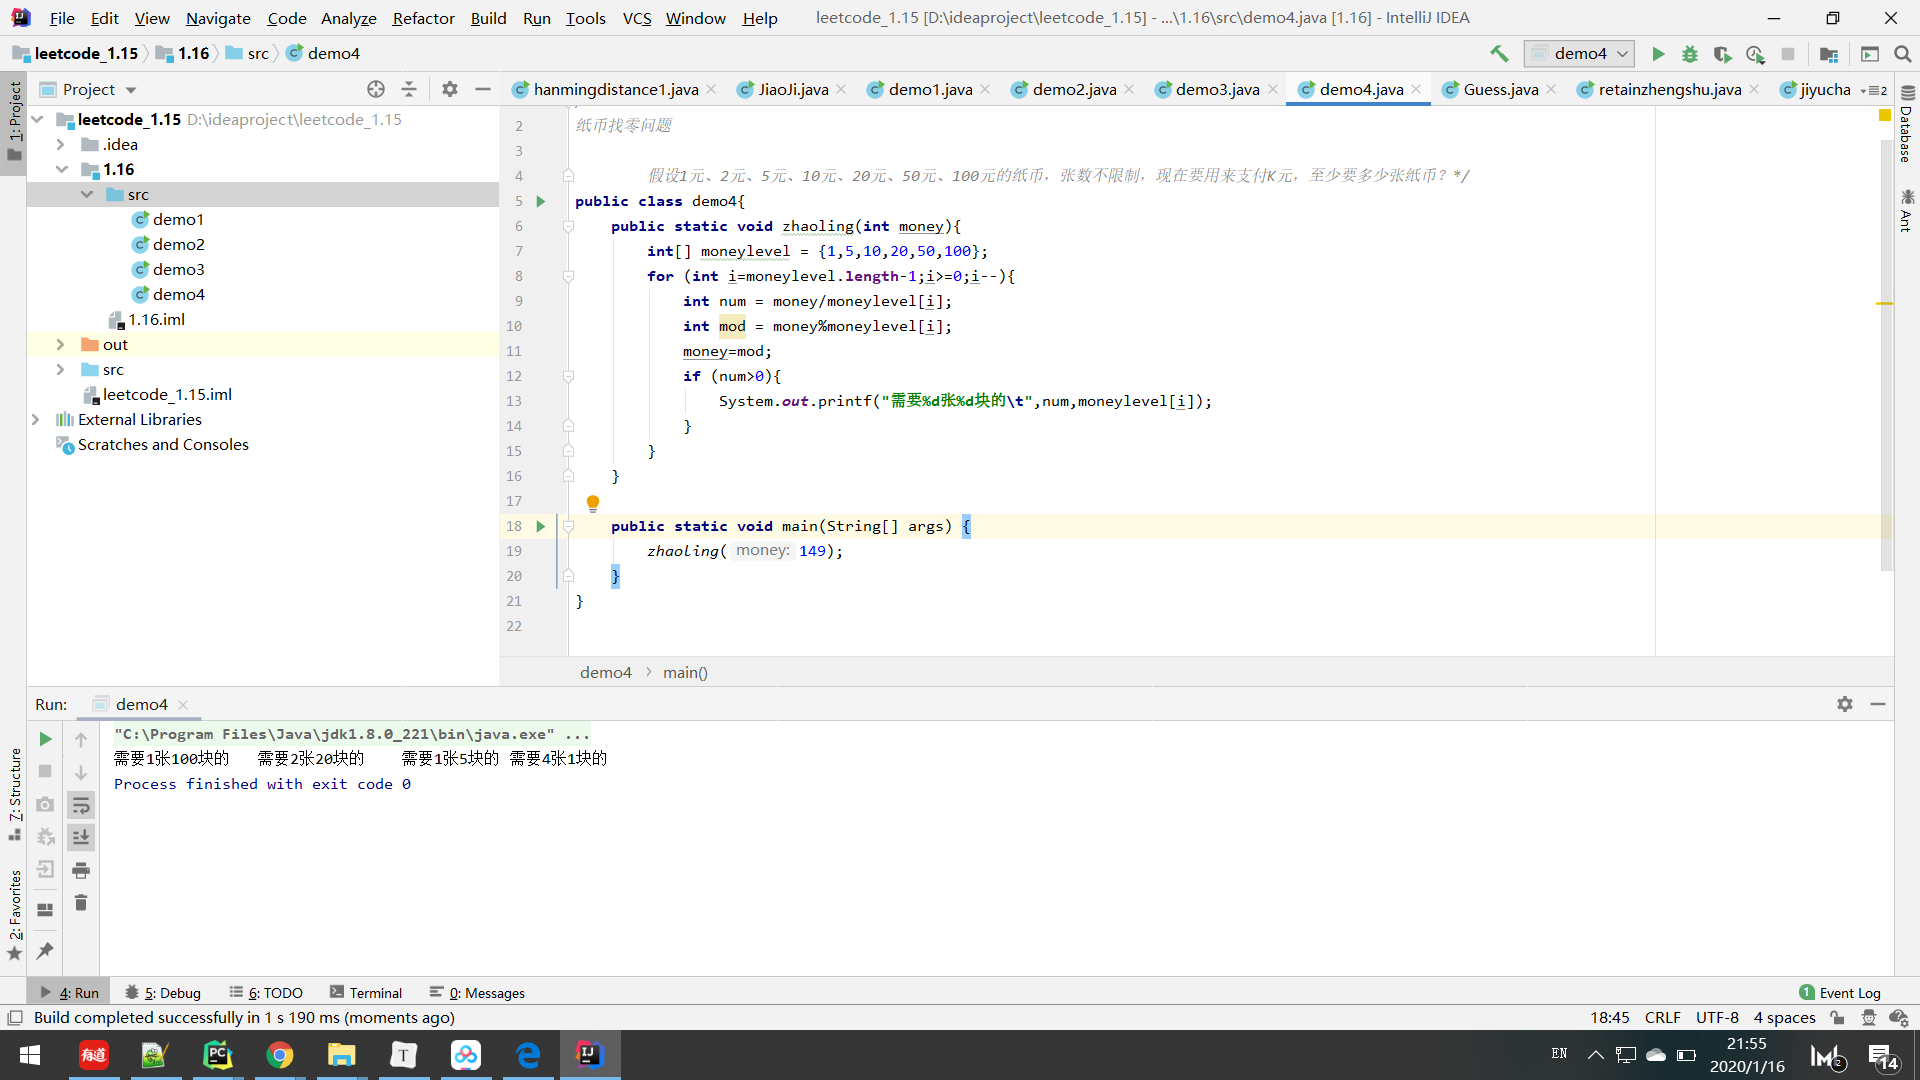 File Edit View Navigate Code Analyze Refactor Build Run Tools VCS Window Help leetcode_1.15 [D:\ideaproject\leetcode_1.15] - ...\1.16\src\demo4.java [1.16] - IntelliJ IDEA
leetcode_1.15 1.16 src demo4 demo4
Project hanmingdistance1.java JiaoJi.java demo1.java demo2.java demo3.java demo4.java Guess.java retainzhengshu.java jiyucha 2
1: Project
Database
Ant
leetcode_1.15 D:\ideaproject\leetcode_1.15
.idea
1.16
src
demo1
demo2
demo3
demo4
1.16.iml
out
src
leetcode_1.15.iml
External Libraries
Scratches and Consoles
2 纸币找零问题
3
4 假设1元、2元、5元、10元、20元、50元、100元的纸币，张数不限制，现在要用来支付K元，至少要多少张纸币？*/
5 public class demo4{
6 public static void zhaoling(int money){
7 int[] moneylevel = {1,5,10,20,50,100};
8 for (int i=moneylevel.length-1;i>=0;i--){
9 int num = money/moneylevel[i];
10 int mod = money%moneylevel[i];
11 money=mod;
12 if (num>0){
13 System.out.printf("需要%d张%d块的\t",num,moneylevel[i]);
14 }
15 }
16 }
17
18 public static void main(String[] args) {
19 zhaoling( money: 149);
20 }
21 }
22
demo4 main()
Run: demo4
"C:\Program Files\Java\jdk1.8.0_221\bin\java.exe" ...
需要1张100块的 需要2张20块的 需要1张5块的 需要4张1块的
Process finished with exit code 0
7: Structure
2: Favorites
4: Run 5: Debug 6: TODO Terminal 0: Messages 1 Event Log
Build completed successfully in 1 s 190 ms (moments ago) 18:45 CRLF UTF-8 4 spaces
有道 PC T IJ EN 21:55
2020/1/16 2 14